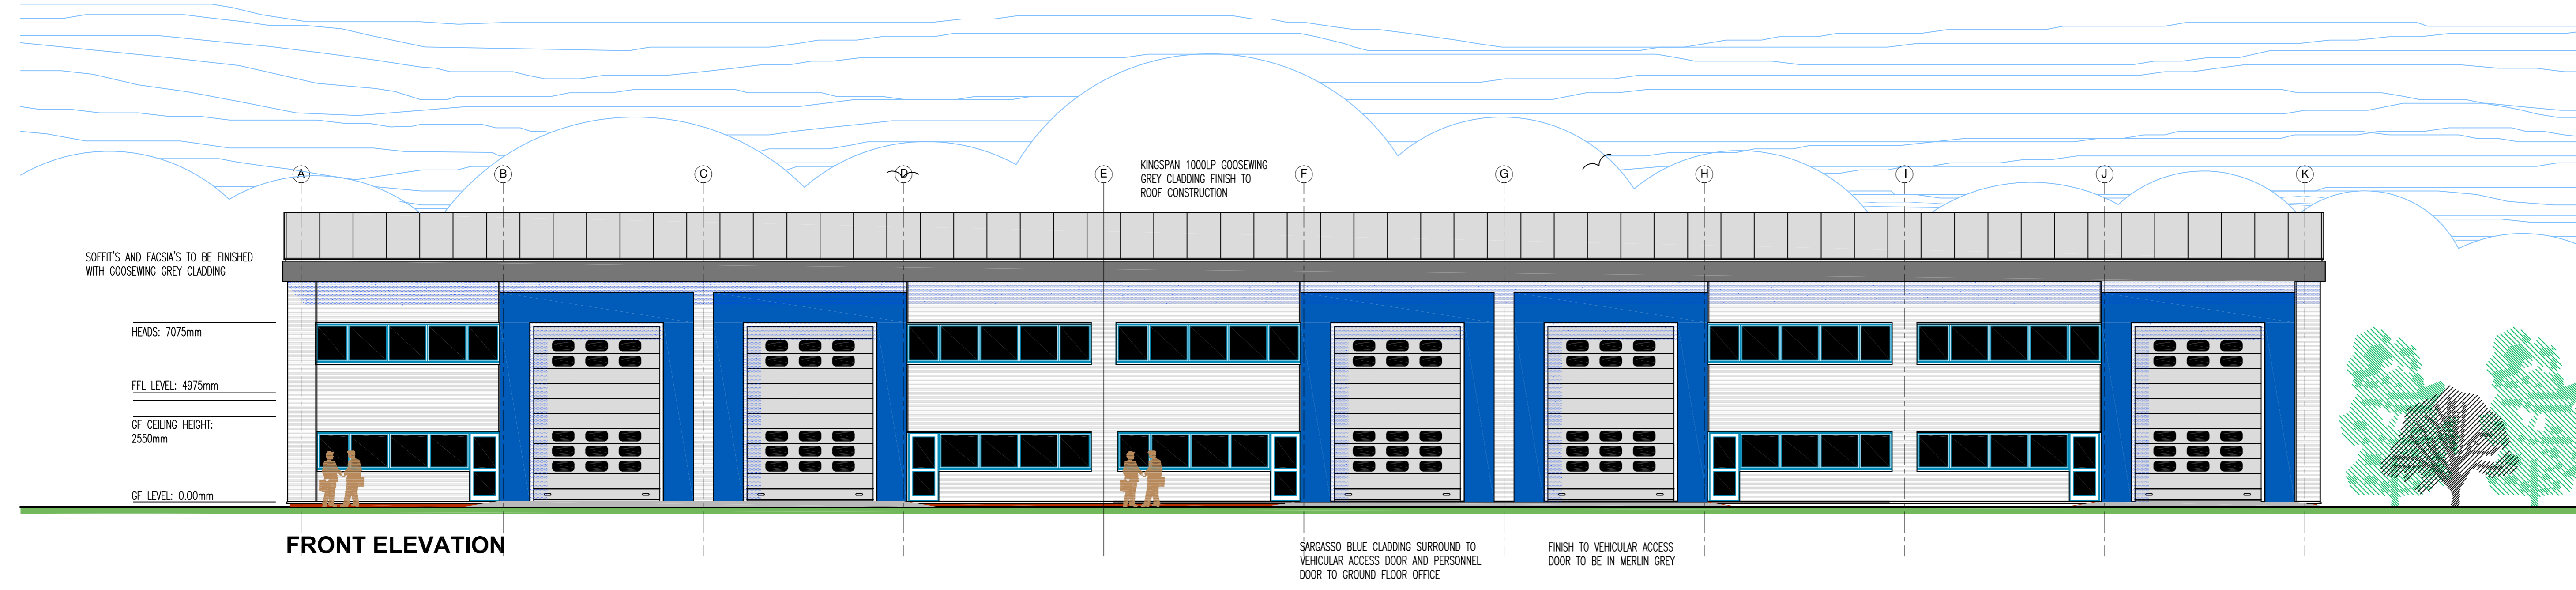 KINGSPAN 1000LP GOOSEWING
GREY CLADDING FINISH TO
ROOF CONSTRUCTION
A
B
C
D
E
F
G
H
I
J
K
SOFFIT'S AND FACSIA'S TO BE FINISHED
WITH GOOSEWING GREY CLADDING
HEADS: 7075mm
FFL LEVEL: 4975mm
GF CEILING HEIGHT:
2550mm
GF LEVEL: 0.00mm
FRONT ELEVATION
SARGASSO BLUE CLADDING SURROUND TO
VEHICULAR ACCESS DOOR AND PERSONNEL
DOOR TO GROUND FLOOR OFFICE
FINISH TO VEHICULAR ACCESS
DOOR TO BE IN MERLIN GREY